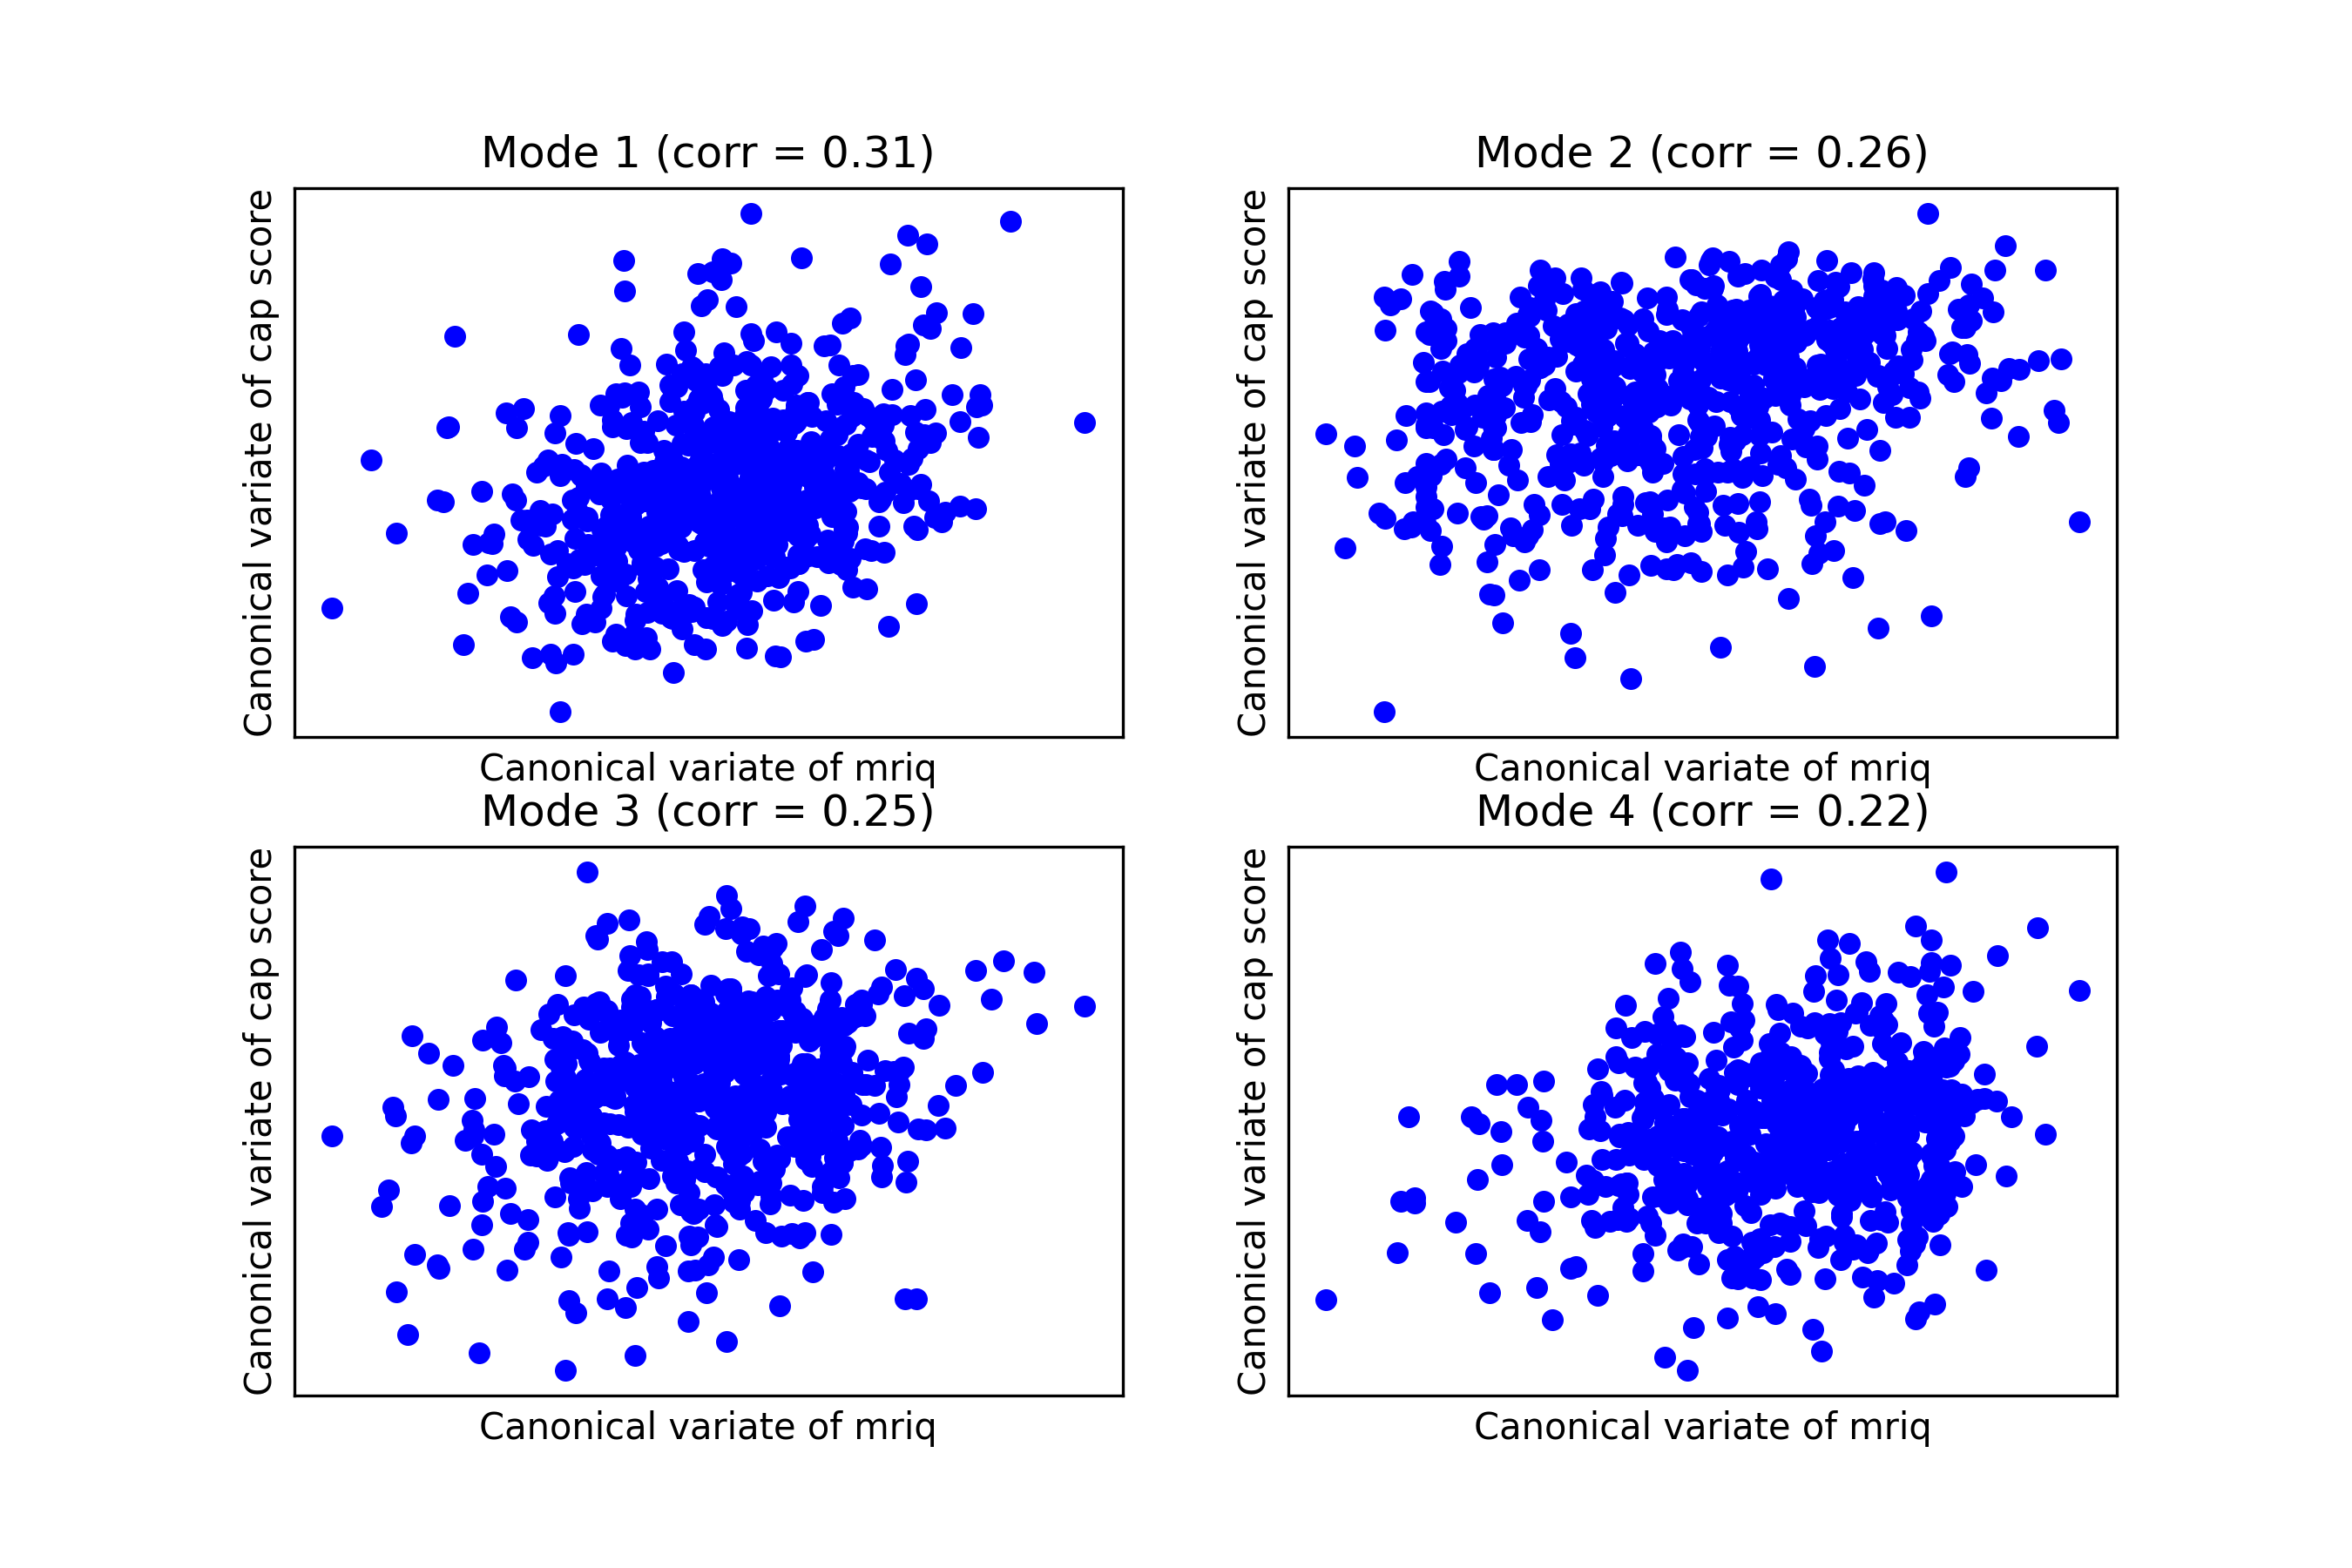 Mode 1 (corr = 0.31)
Canonical variate of cap score
Canonical variate of mriq
Mode 2 (corr = 0.26)
Canonical variate of cap score
Canonical variate of mriq
Mode 3 (corr = 0.25)
Canonical variate of cap score
Canonical variate of mriq
Mode 4 (corr = 0.22)
Canonical variate of cap score
Canonical variate of mriq